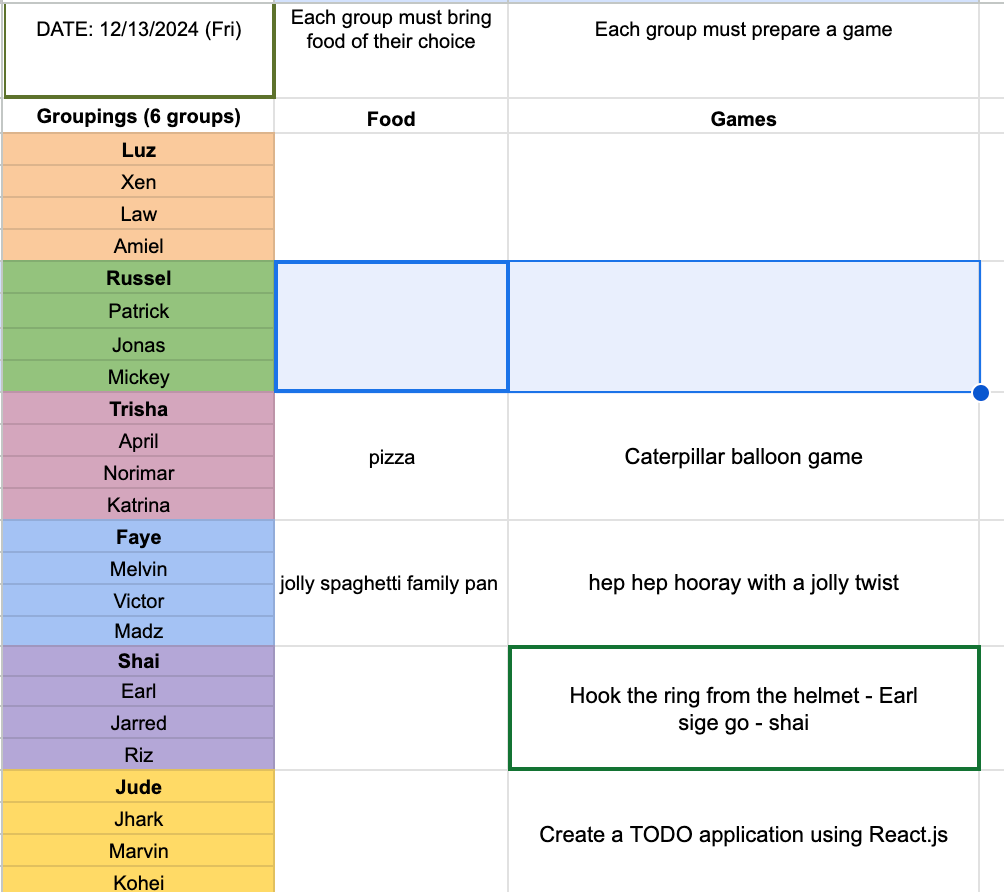 DATE: 12/13/2024 (Fri)
Each group must bring
food of their choice
Each group must prepare a game
Groupings (6 groups)
Food
Games
Luz
Xen
Law
Amiel
Russel
Patrick
Jonas
Mickey
Trisha
April
Norimar
Katrina
pizza
Caterpillar balloon game
Faye
Melvin
Victor
Madz
jolly spaghetti family pan
hep hep hooray with a jolly twist
Shai
Earl
Jarred
Riz
Hook the ring from the helmet - Earl
sige go - shai
Jude
Jhark
Marvin
Kohei
Create a TODO application using React.js